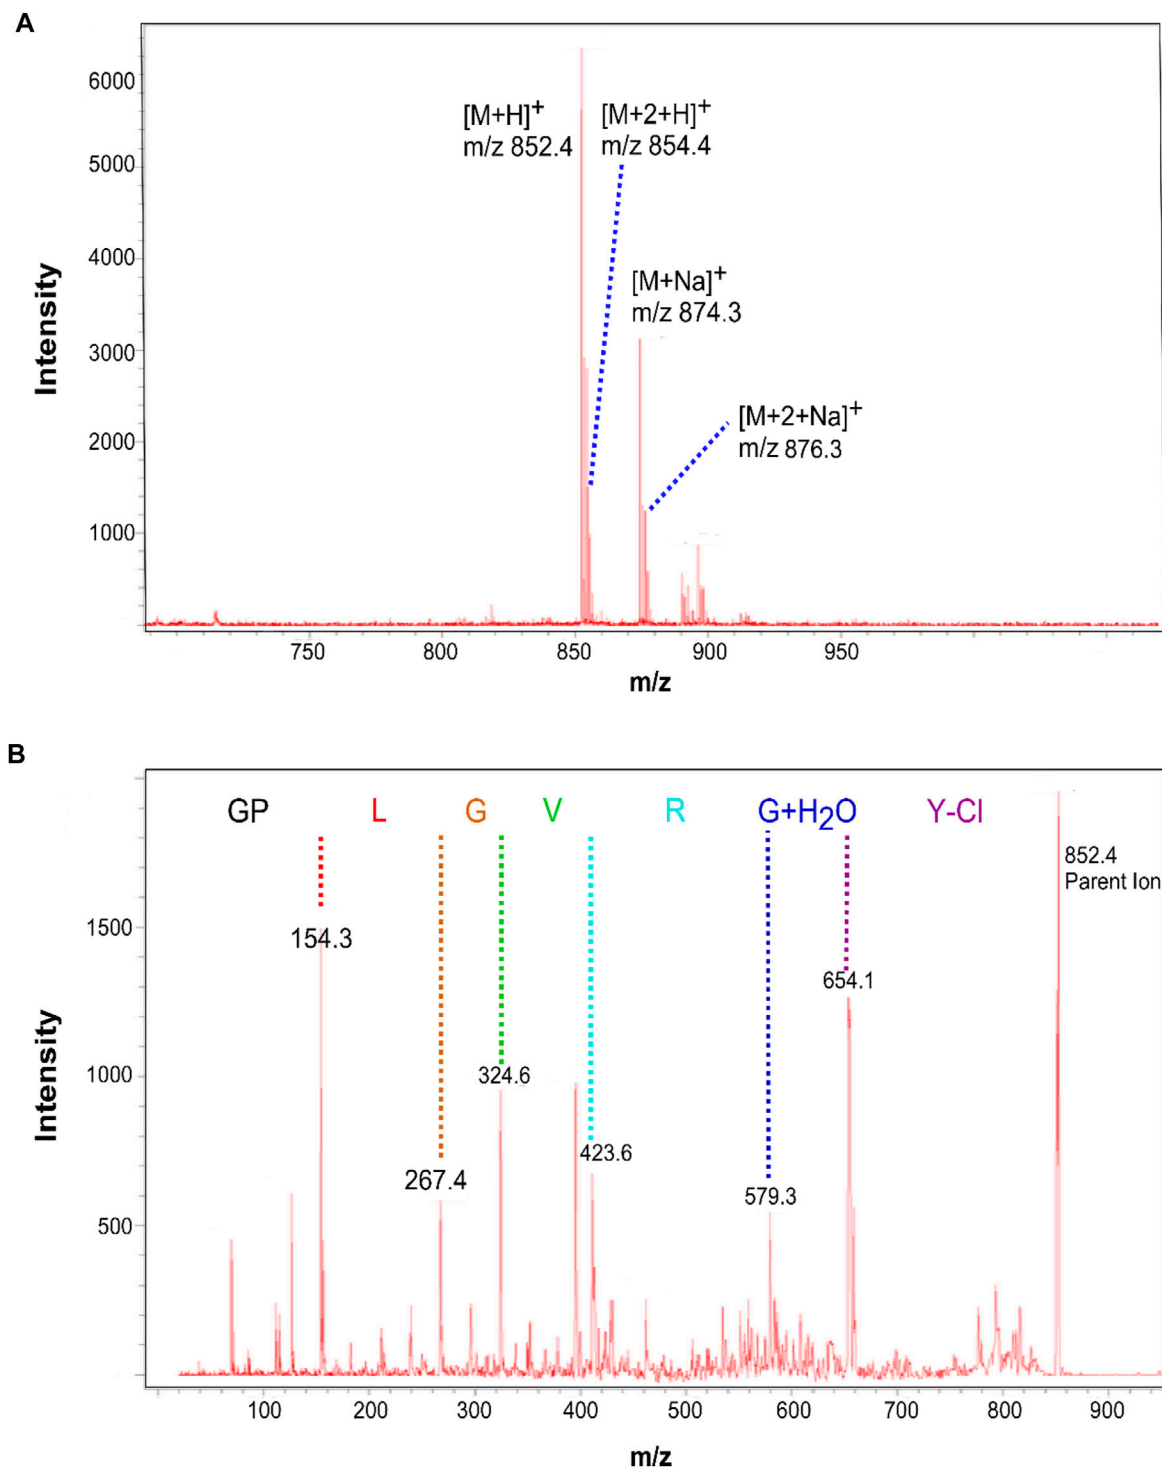 A
Intensity
6000
5000
4000
3000
2000
1000
[M+H]+
m/z 852.4
[M+2+H]+
m/z 854.4
[M+Na]+
m/z 874.3
[M+2+Na]+
m/z 876.3
750 800 850 900 950
m/z
B
Intensity
1500
1000
500
GP L G V R G+H2O Y-Cl
852.4
Parent Ion
154.3
654.1
324.6
423.6
267.4
579.3
100 200 300 400 500 600 700 800 900
m/z